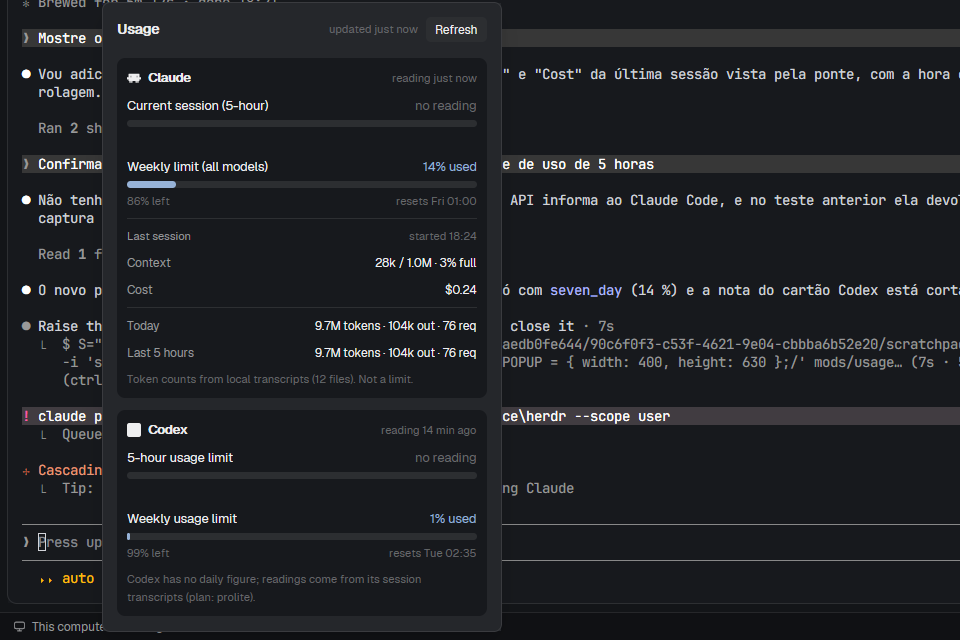 Usage
updated just now
Refresh
Claude
reading just now
Current session (5-hour)
no reading
Weekly limit (all models)
14% used
86% left
resets Fri 01:00
Last session
started 18:24
Context
28k / 1.0M · 3% full
Cost
$0.24
Today
9.7M tokens · 104k out · 76 req
Last 5 hours
9.7M tokens · 104k out · 76 req
Token counts from local transcripts (12 files). Not a limit.
Codex
reading 14 min ago
5-hour usage limit
no reading
Weekly usage limit
1% used
99% left
resets Tue 02:35
Codex has no daily figure; readings come from its session
transcripts (plan: prolite).
❯ Mostre o
● Vou adic
" e "Cost" da última sessão vista pela ponte, com a hora
rolagem.
Ran 2 sh
❯ Confirma
e de uso de 5 horas
● Não tenh
API informa ao Claude Code, e no teste anterior ela devo
captura
Read 1 f
● O novo p
ó com seven_day (14 %) e a nota do cartão Codex está cort
● Raise th
close it · 7s
└ $ S="
aedb0fe644/90c6f0f3-c53f-4621-9e04-cbbba6b52e20/scratchpa
-i 's
POPUP = { width: 400, height: 630 };/' mods/usage… (7s ·
(ctrl
! claude p
ce\herdr --scope user
└ Queue
Cascadin
└ Tip:
ng Claude
❯ Press up
auto
This compute